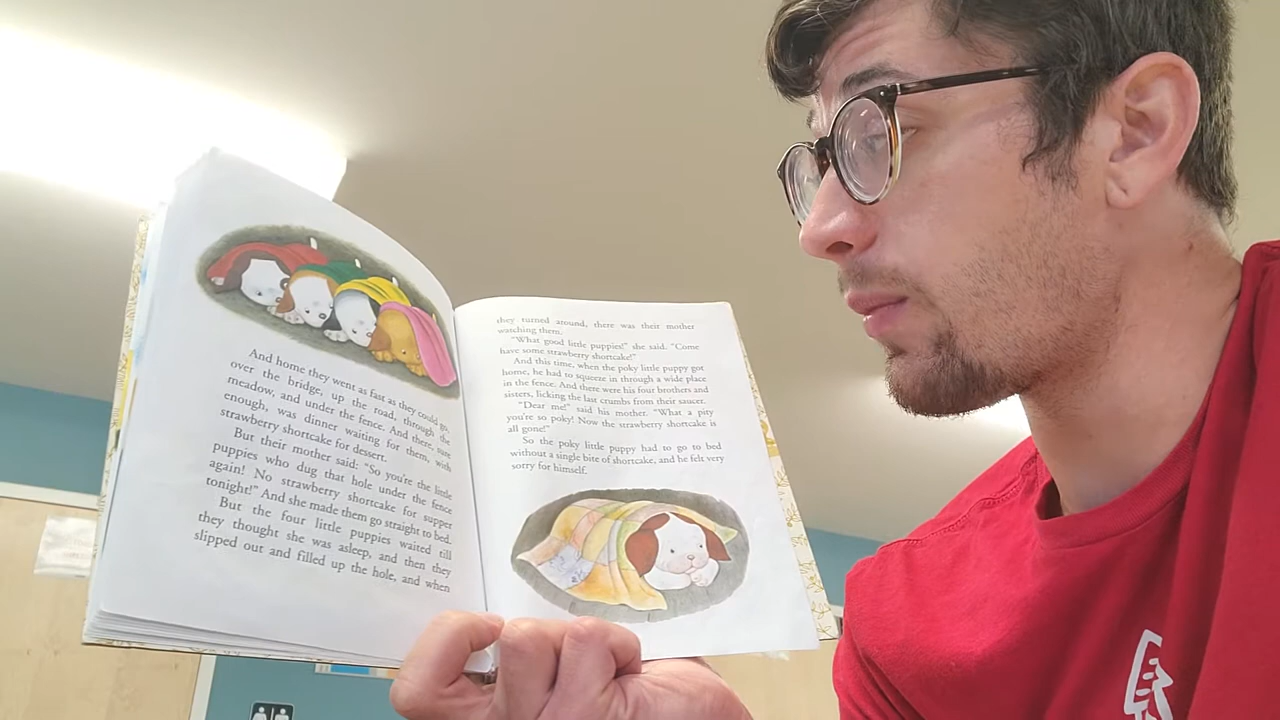 And home they went as fast as they could go,
over the bridge, up the road, through the
meadow, and under the fence. And there, sure
enough, was dinner waiting for them, with
strawberry shortcake for dessert.
But their mother said: "So you're the little
puppies who dug that hole under the fence
again! No strawberry shortcake for supper
tonight!" And she made them go straight to bed.
But the four little puppies waited till
they thought she was asleep, and then they
slipped out and filled up the hole, and when
they turned around, there was their mother
watching them.
"What good little puppies!" she said. "Come
have some strawberry shortcake!"
And this time, when the poky little puppy got
home, he had to squeeze in through a wide place
in the fence. And there were his four brothers and
sisters, licking the last crumbs from their saucer.
"Dear me!" said his mother. "What a pity
you're so poky! Now the strawberry shortcake is
all gone!"
So the poky little puppy had to go to bed
without a single bite of shortcake, and he felt very
sorry for himself.